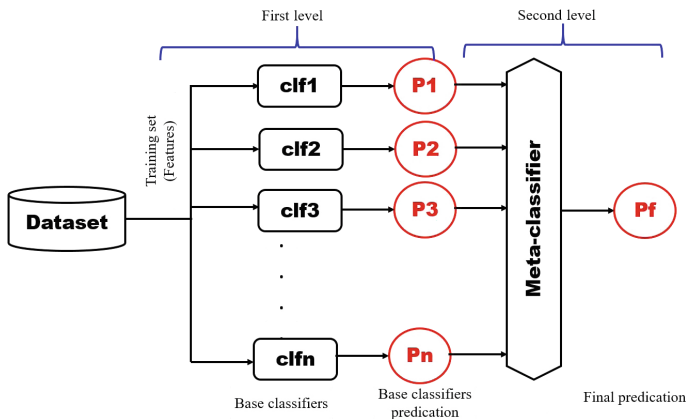 First level
Second level
Training set
(Features)
clf1
P1
clf2
P2
Dataset
clf3
P3
Meta-classifier
Pf
clfn
Pn
Base classifiers
Base classifiers
predication
Final predication